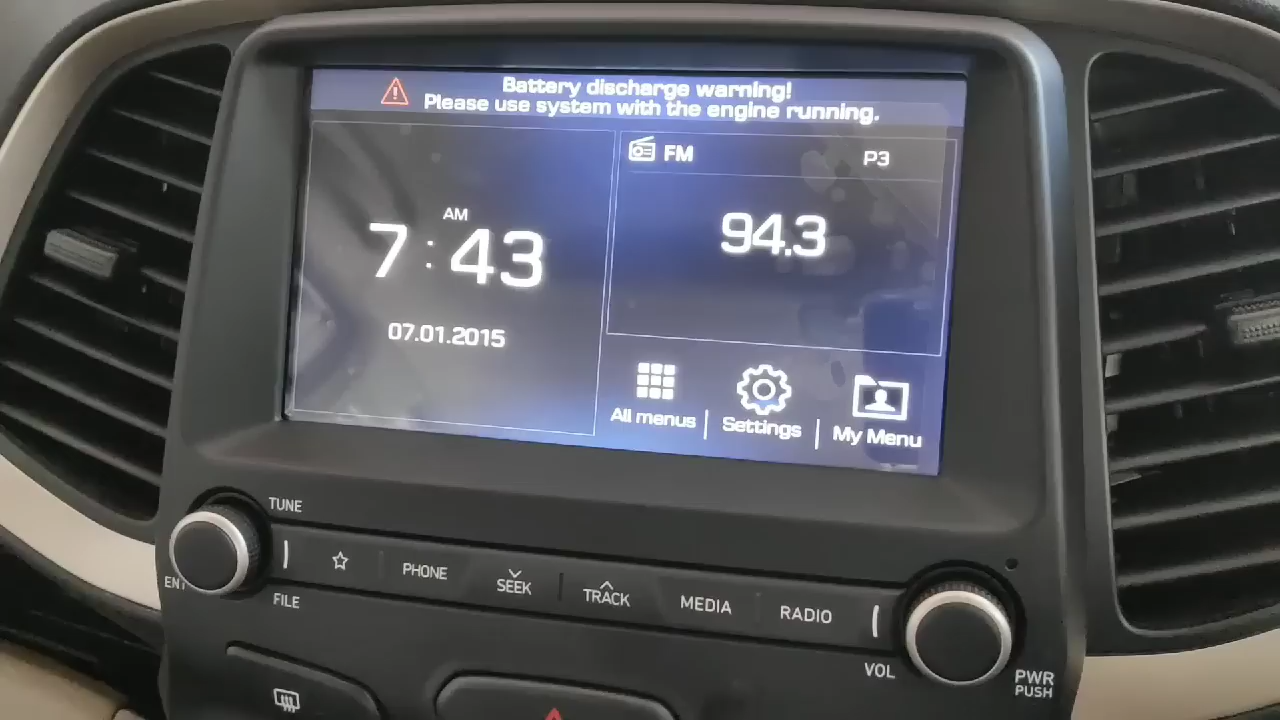 Battery discharge warning!
Please use system with the engine running.
AM
7:43
07.01.2015
FM
P3
94.3
All menus
Settings
My Menu
TUNE
ENT
FILE
PHONE
SEEK
TRACK
MEDIA
RADIO
VOL
PWR
PUSH